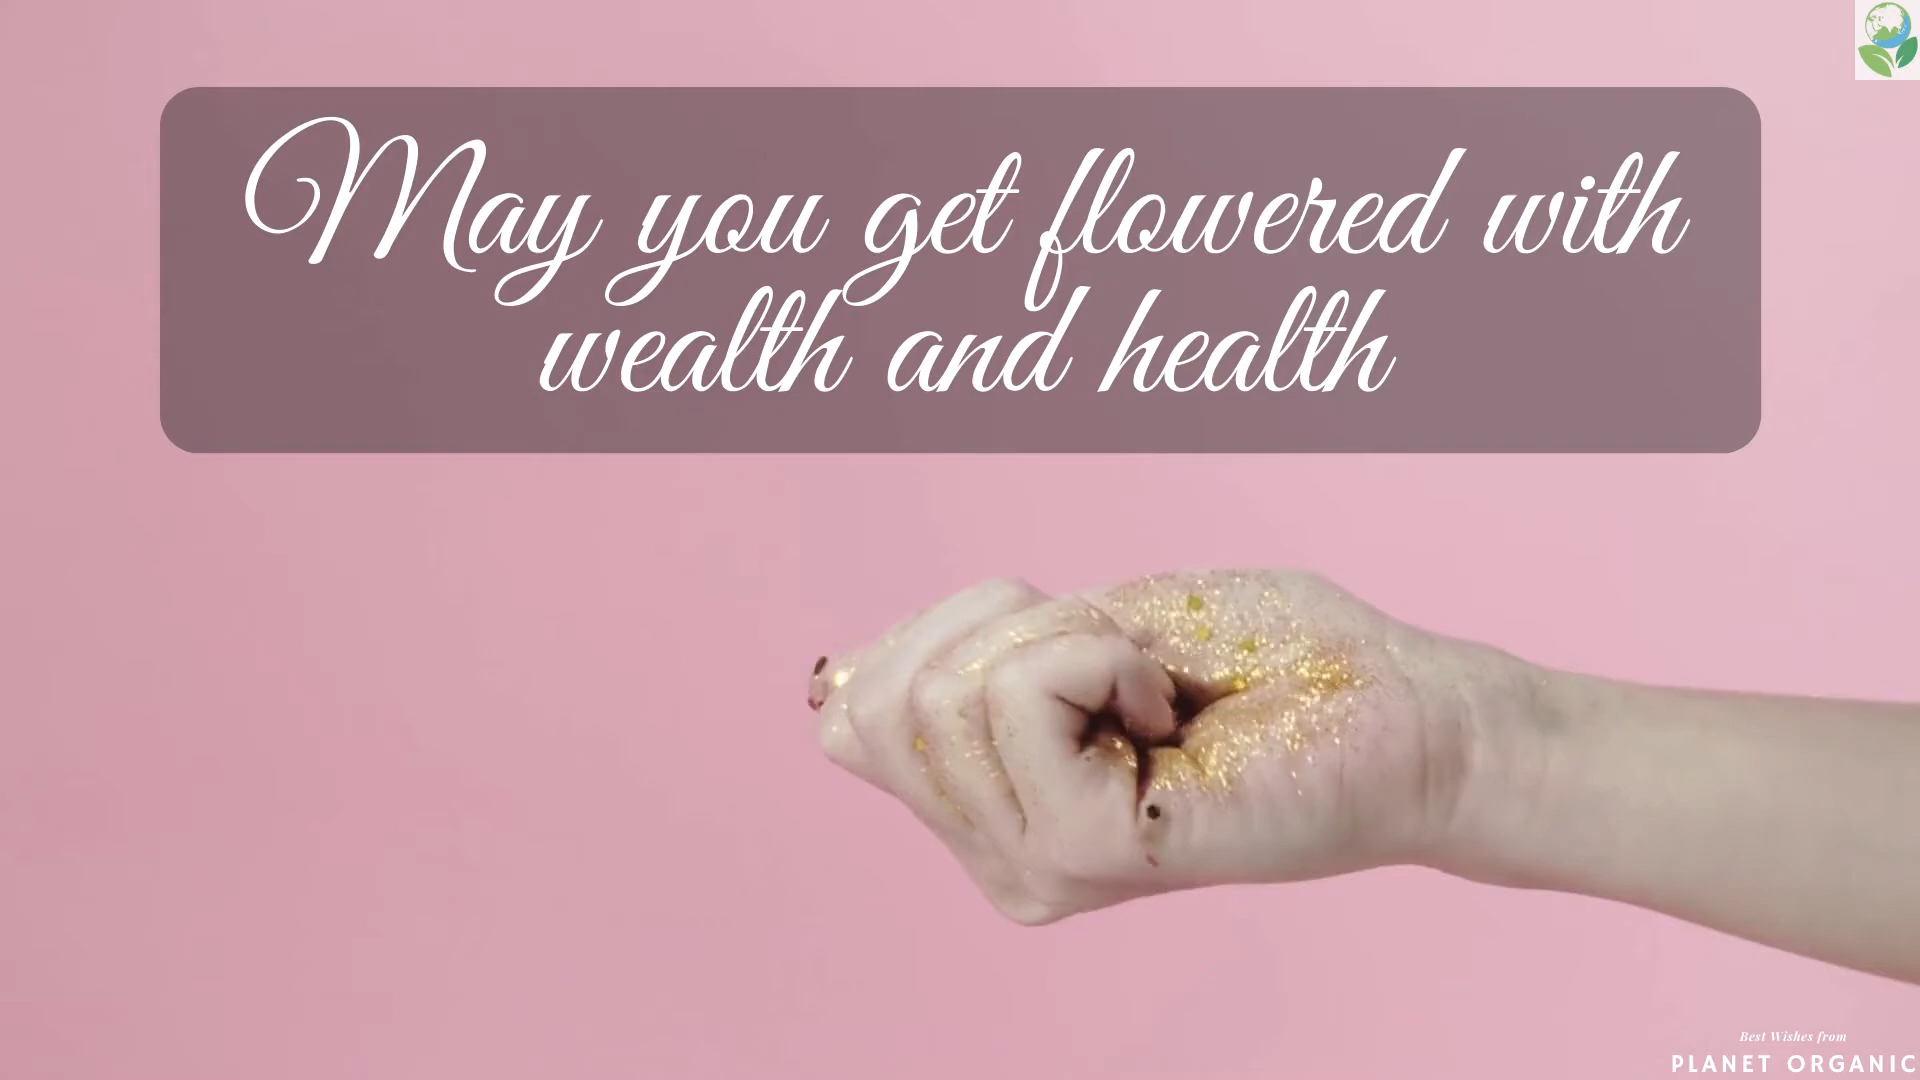 May you get flowered with
wealth and health
Best Wishes from
PLANET ORGANIC